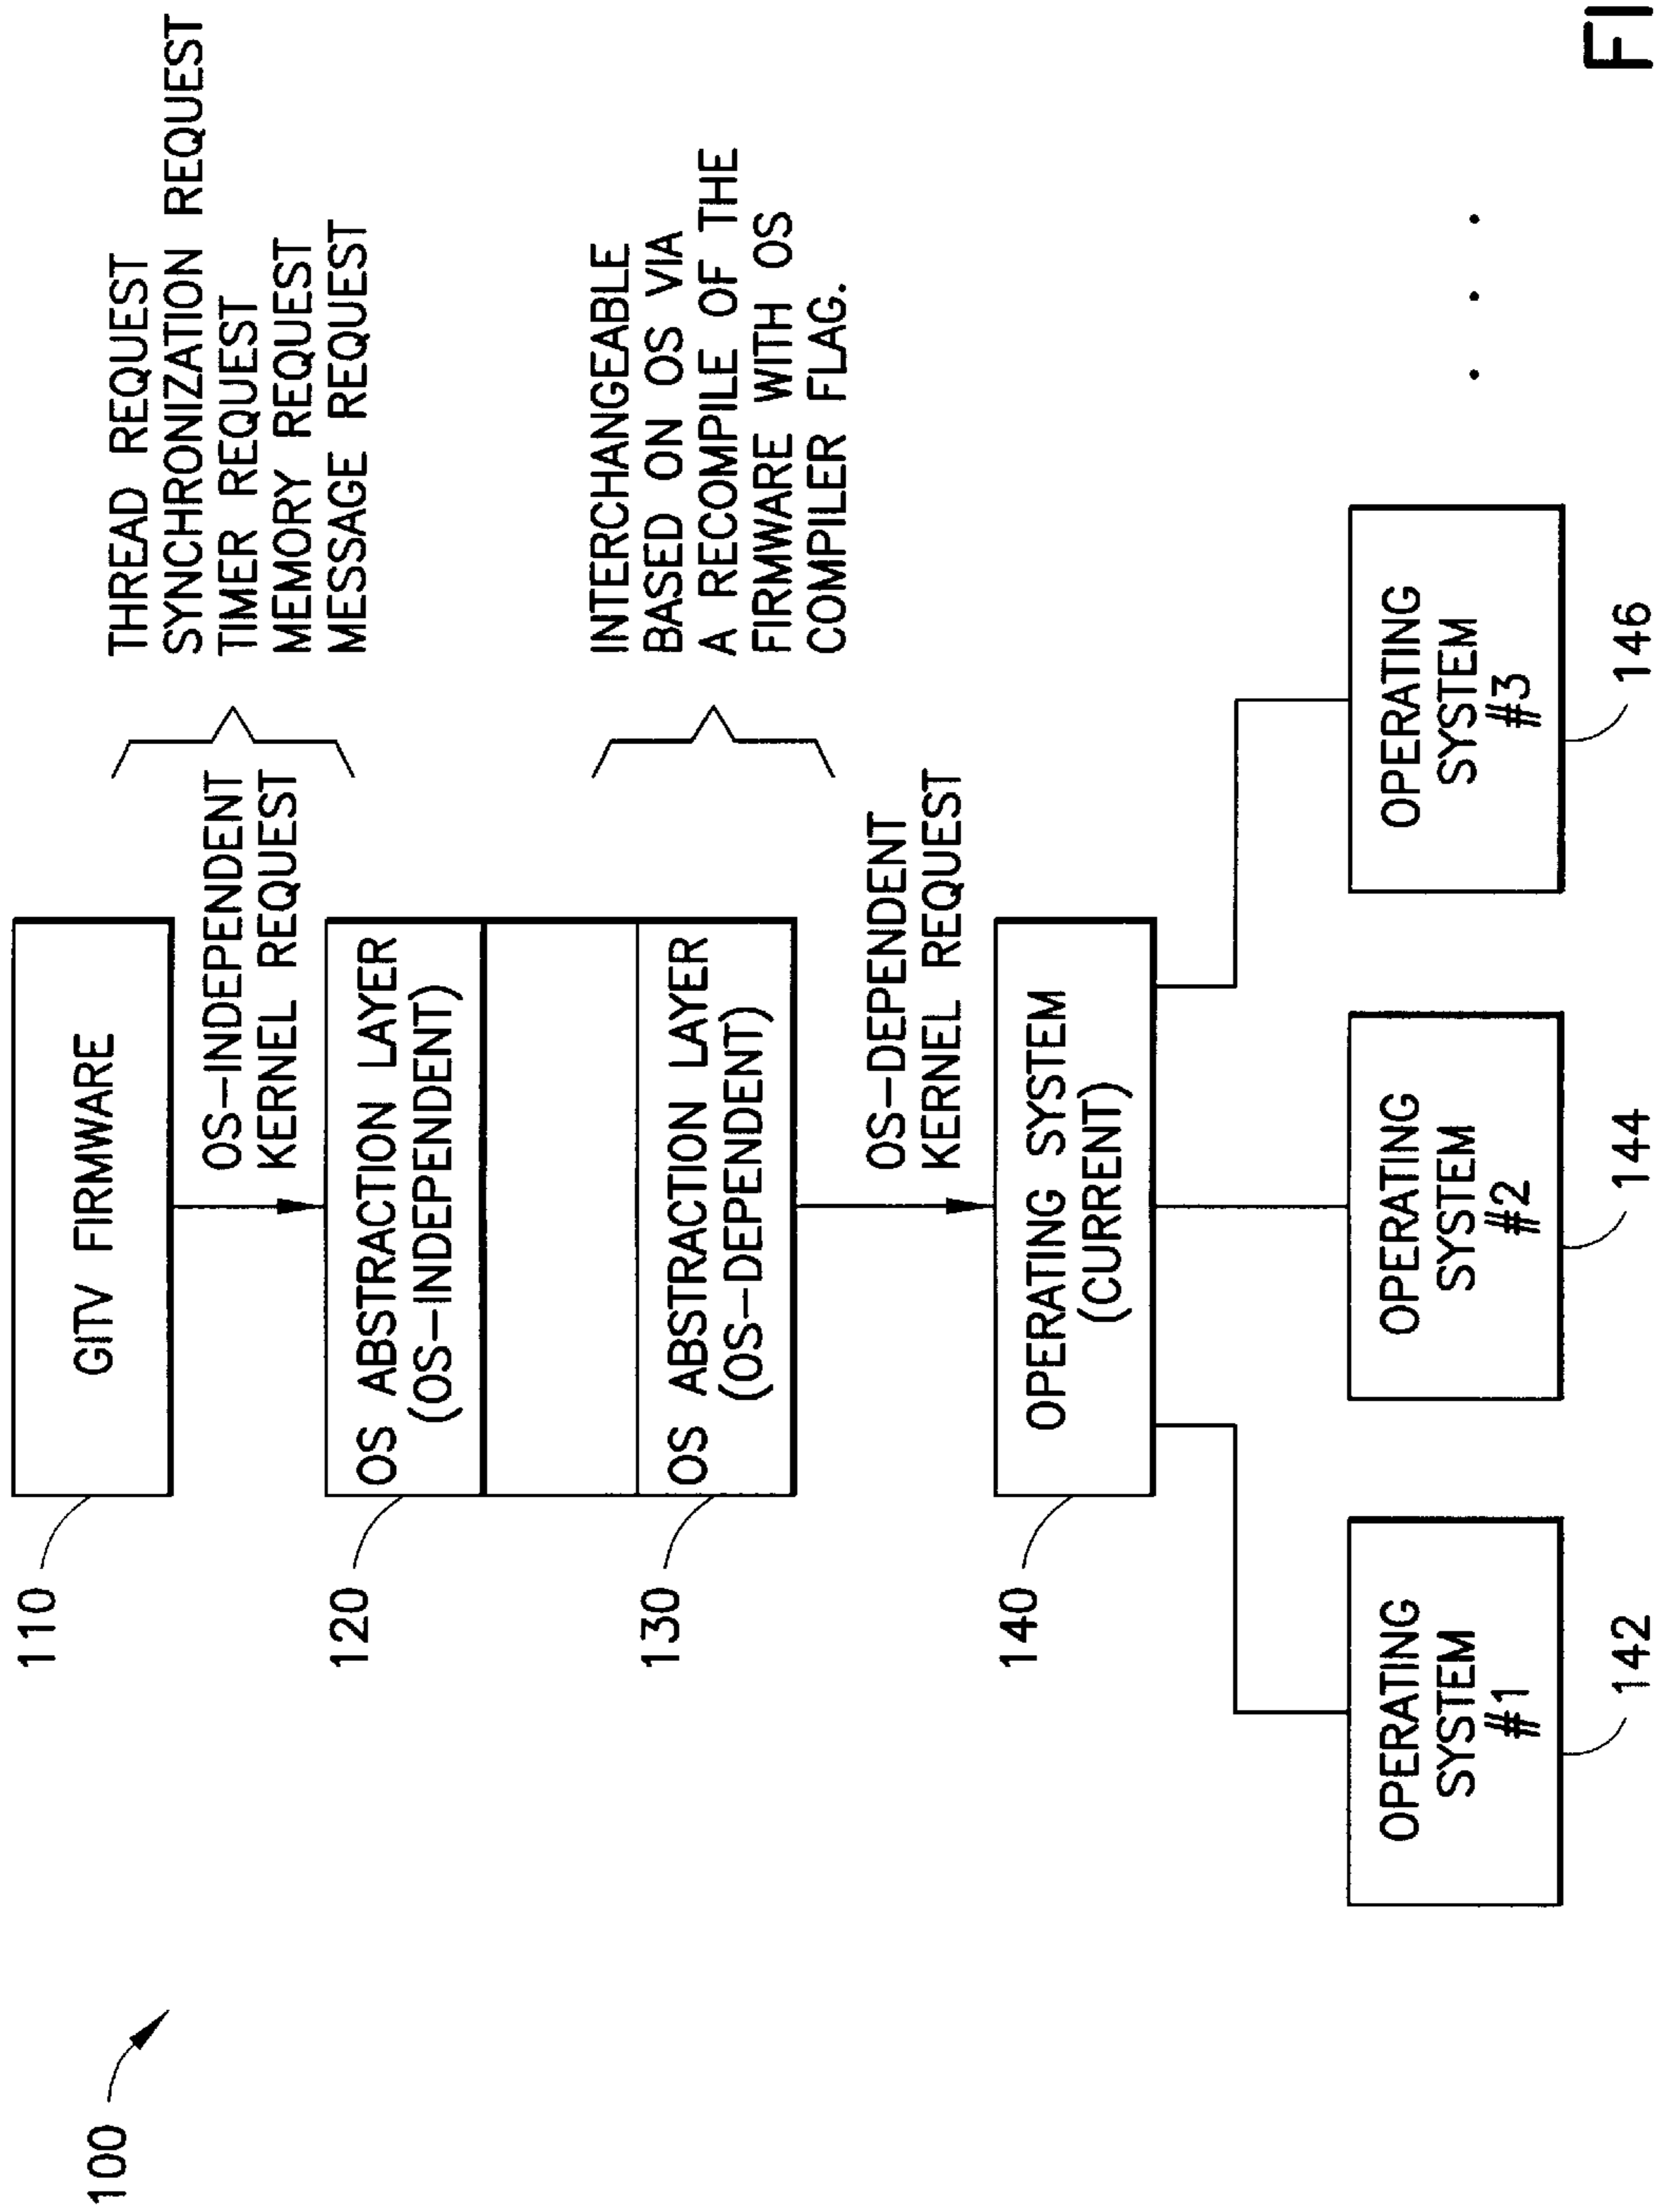 100
110
GITV FIRMWARE
OS-INDEPENDENT
KERNEL REQUEST
THREAD REQUEST
SYNCHRONIZATION REQUEST
TIMER REQUEST
MEMORY REQUEST
MESSAGE REQUEST
120
OS ABSTRACTION LAYER
(OS-INDEPENDENT)
130
OS ABSTRACTION LAYER
(OS-DEPENDENT)
INTERCHANGEABLE
BASED ON OS VIA
A RECOMPILE OF THE
FIRMWARE WITH OS
COMPILER FLAG.
OS-DEPENDENT
KERNEL REQUEST
140
OPERATING SYSTEM
(CURRENT)
OPERATING
SYSTEM
#1
142
OPERATING
SYSTEM
#2
144
OPERATING
SYSTEM
#3
146
. . .
FI